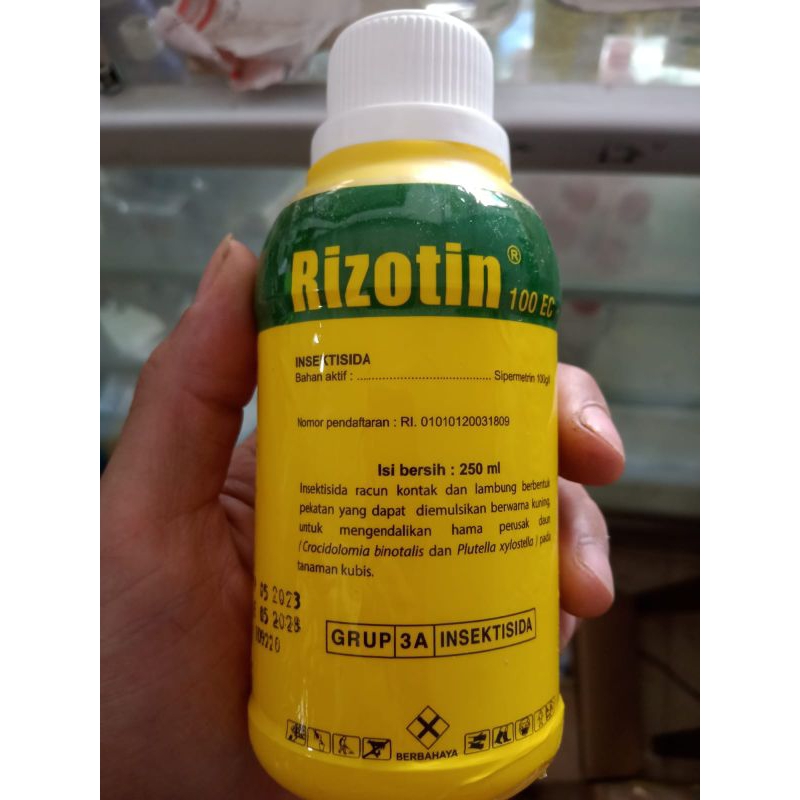 Rizotin®
100 EC
INSEKTISIDA
Bahan aktif : ........................................... Sipermetrin 100g/l
Nomor pendaftaran : RI. 01010120031809
Isi bersih : 250 ml
Insektisida racun kontak dan lambung berbentuk
pekatan yang dapat diemulsikan berwarna kuning,
untuk mengendalikan hama perusak daun
(Crocidolomia binotalis dan Plutella xylostella) pada
tanaman kubis.
05 2023
05 2028
GRUP 3A INSEKTISIDA
BERBAHAYA